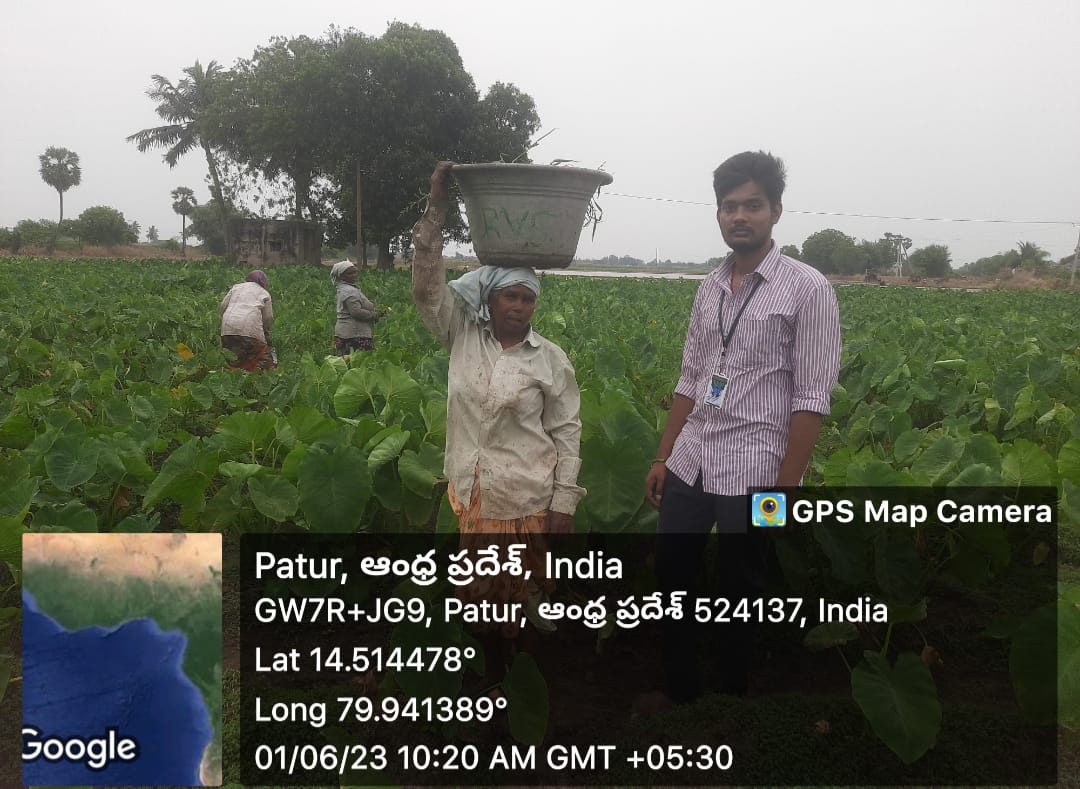 RWS
GPS Map Camera
Patur, ఆంధ్ర ప్రదేశ్, India
GW7R+JG9, Patur, ఆంధ్ర ప్రదేశ్ 524137, India
Lat 14.514478°
Long 79.941389°
01/06/23 10:20 AM GMT +05:30
Google